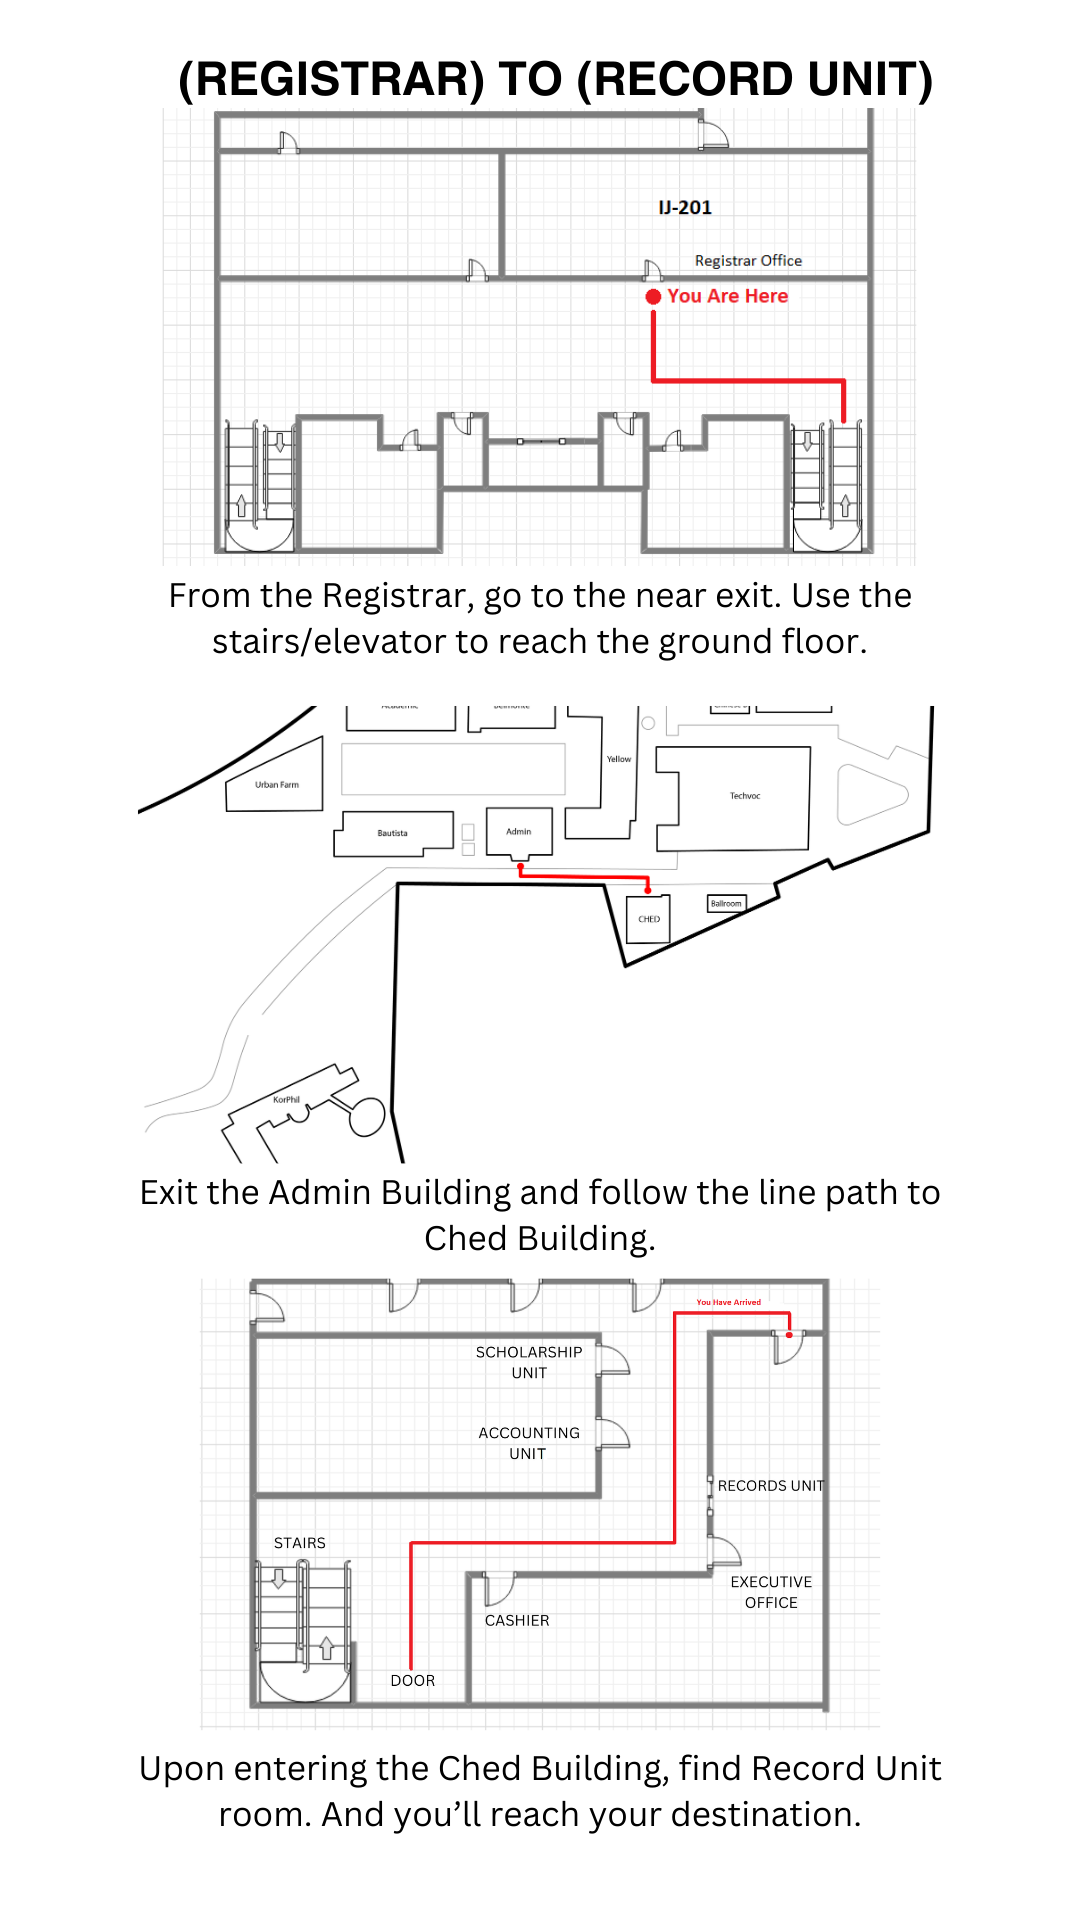 (REGISTRAR) TO (RECORD UNIT)
IJ-201
Registrar Office
You Are Here
From the Registrar, go to the near exit. Use the
stairs/elevator to reach the ground floor.
Academic
Belmonte
Yellow
Urban Farm
Techvoc
Bautista
Admin
CHED
Ballroom
KorPhil
Exit the Admin Building and follow the line path to
Ched Building.
You Have Arrived
SCHOLARSHIP
UNIT
ACCOUNTING
UNIT
RECORDS UNIT
STAIRS
EXECUTIVE
OFFICE
CASHIER
DOOR
Upon entering the Ched Building, find Record Unit
room. And you’ll reach your destination.